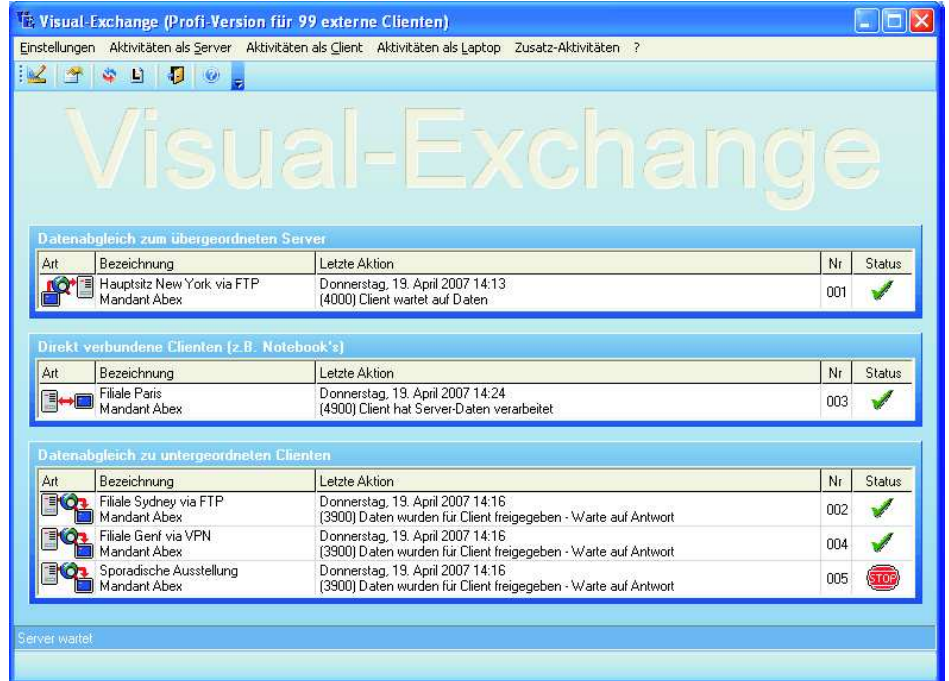 Visual-Exchange (Profi-Version für 99 externe Clienten)
Einstellungen Aktivitäten als Server Aktivitäten als Client Aktivitäten als Laptop Zusatz-Aktivitäten ?
L
Visual-Exchange
Datenabgleich zum übergeordneten Server
Art Bezeichnung Letzte Aktion Nr Status
Hauptsitz New York via FTP Donnerstag, 19. April 2007 14:13
Mandant Abex (4000) Client wartet auf Daten 001
Direkt verbundene Clienten (z.B. Notebook's)
Art Bezeichnung Letzte Aktion Nr Status
Filiale Paris Donnerstag, 19. April 2007 14:24
Mandant Abex (4900) Client hat Server-Daten verarbeitet 003
Datenabgleich zu untergeordneten Clienten
Art Bezeichnung Letzte Aktion Nr Status
Filiale Sydney via FTP Donnerstag, 19. April 2007 14:16
Mandant Abex (3900) Daten wurden für Client freigegeben - Warte auf Antwort 002
Filiale Genf via VPN Donnerstag, 19. April 2007 14:16
Mandant Abex (3900) Daten wurden für Client freigegeben - Warte auf Antwort 004
Sporadische Ausstellung Donnerstag, 19. April 2007 14:16
Mandant Abex (3900) Daten wurden für Client freigegeben - Warte auf Antwort 005 STOP
Server wartet